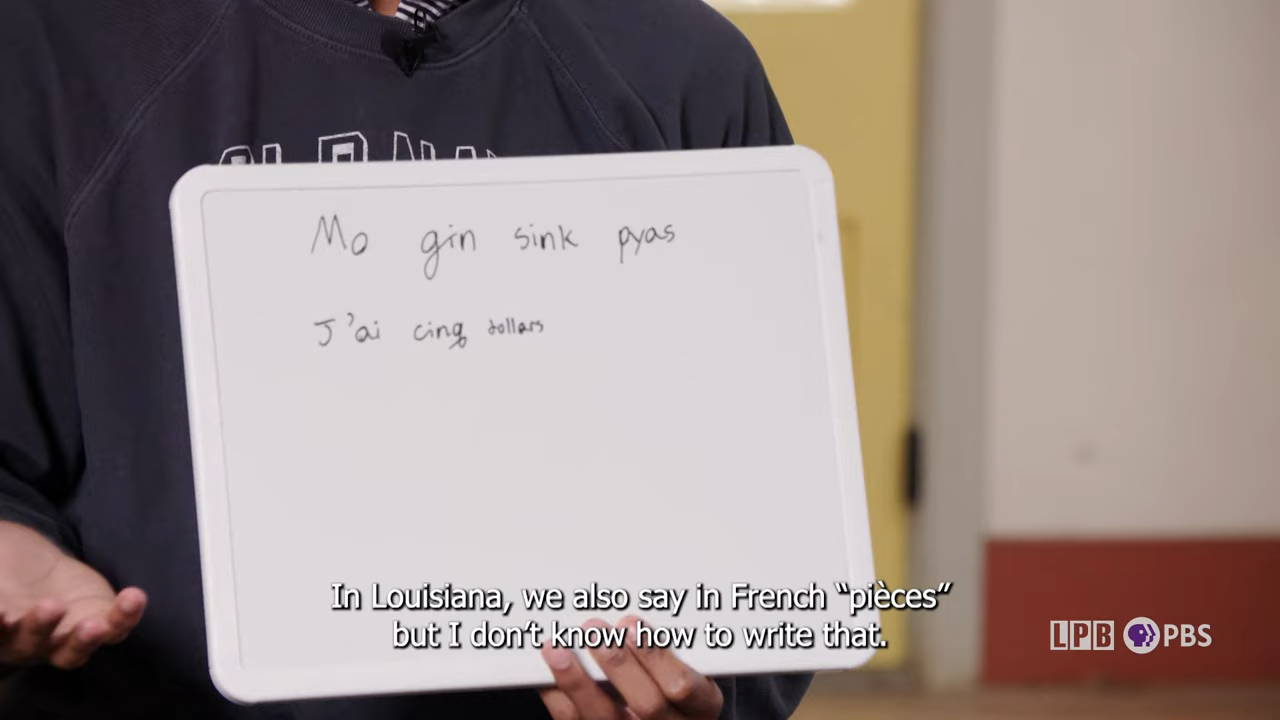 Mo gin sink pyas
J'ai cinq dollars
In Louisiana, we also say in French “pièces”
but I don't know how to write that.
LPB PBS